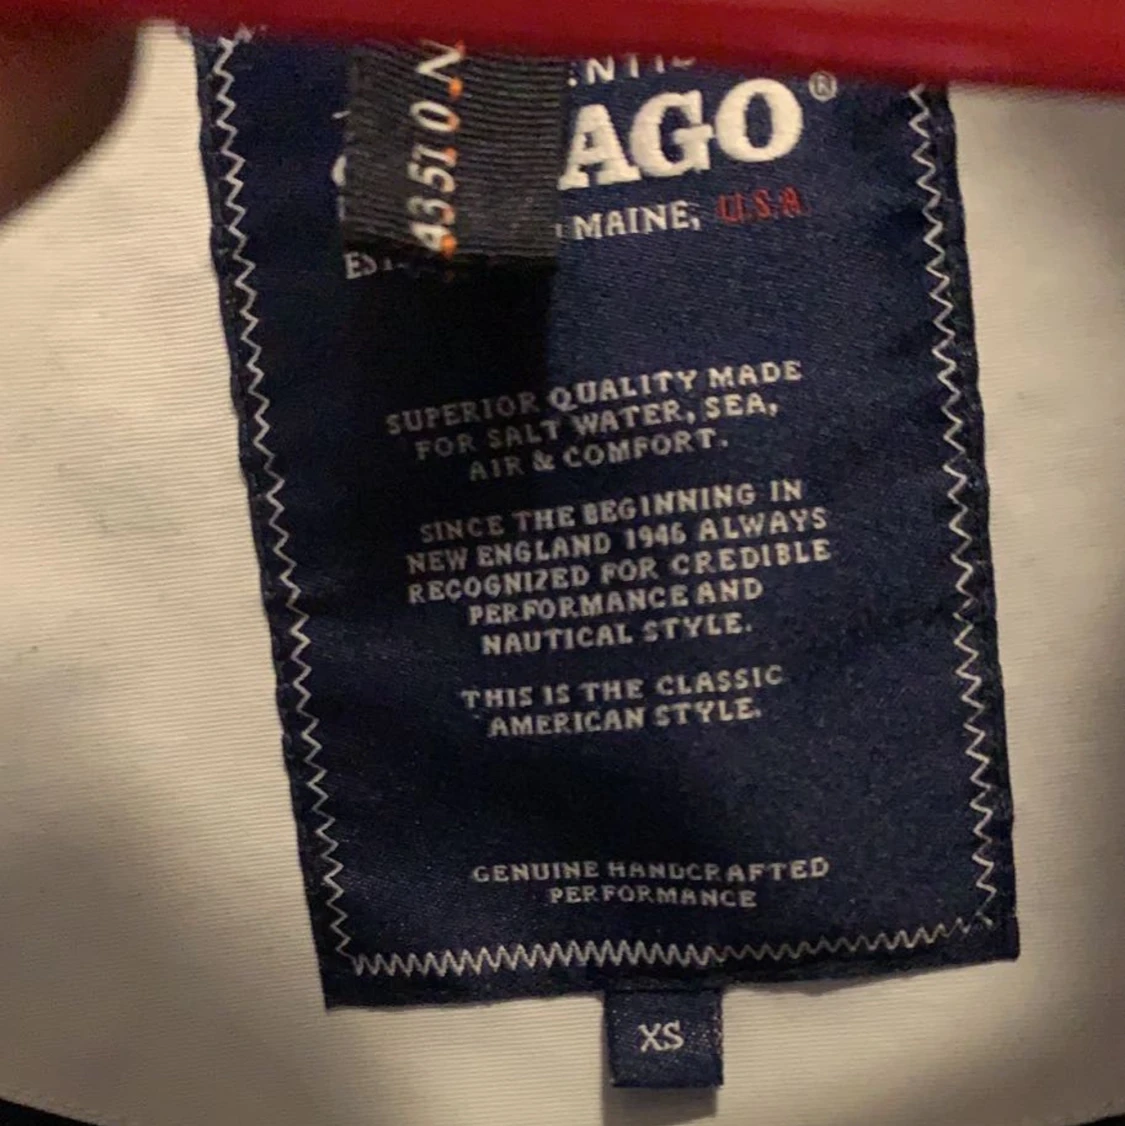 AGO®
MAINE, U.S.A.
43510 N
SUPERIOR QUALITY MADE
FOR SALT WATER, SEA,
AIR & COMFORT.
SINCE THE BEGINNING IN
NEW ENGLAND 1946 ALWAYS
RECOGNIZED FOR CREDIBLE
PERFORMANCE AND
NAUTICAL STYLE.
THIS IS THE CLASSIC
AMERICAN STYLE.
GENUINE HANDCRAFTED
PERFORMANCE
XS